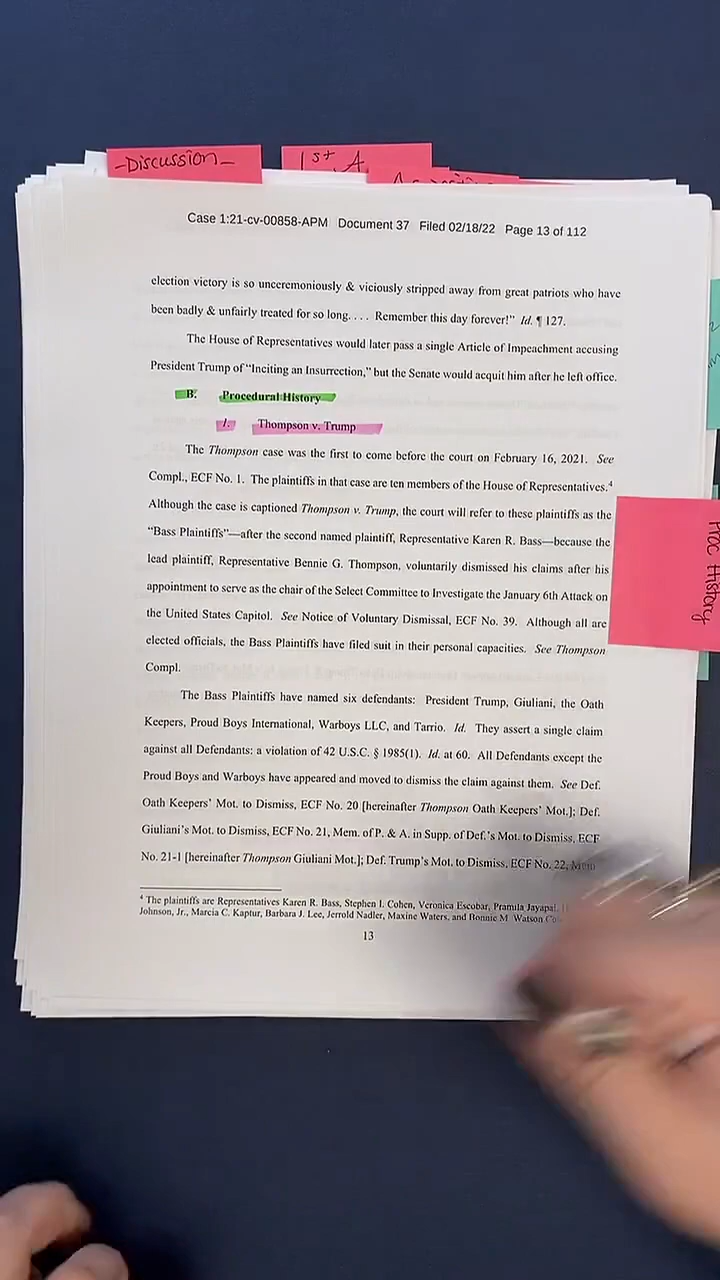 -Discussion-
1st A
Case 1:21-cv-00858-APM Document 37 Filed 02/18/22 Page 13 of 112
election victory is so unceremoniously & viciously stripped away from great patriots who have
been badly & unfairly treated for so long. . . . Remember this day forever!” Id. ¶ 127.
The House of Representatives would later pass a single Article of Impeachment accusing
President Trump of “Inciting an Insurrection,” but the Senate would acquit him after he left office.
B. Procedural History
1. Thompson v. Trump
The Thompson case was the first to come before the court on February 16, 2021. See
Compl., ECF No. 1. The plaintiffs in that case are ten members of the House of Representatives.4
Although the case is captioned Thompson v. Trump, the court will refer to these plaintiffs as the
“Bass Plaintiffs”—after the second named plaintiff, Representative Karen R. Bass—because the
lead plaintiff, Representative Bennie G. Thompson, voluntarily dismissed his claims after his
appointment to serve as the chair of the Select Committee to Investigate the January 6th Attack on
the United States Capitol. See Notice of Voluntary Dismissal, ECF No. 39. Although all are
elected officials, the Bass Plaintiffs have filed suit in their personal capacities. See Thompson
Compl.
Proc History
The Bass Plaintiffs have named six defendants: President Trump, Giuliani, the Oath
Keepers, Proud Boys International, Warboys LLC, and Tarrio. Id. They assert a single claim
against all Defendants: a violation of 42 U.S.C. § 1985(1). Id. at 60. All Defendants except the
Proud Boys and Warboys have appeared and moved to dismiss the claim against them. See Def.
Oath Keepers’ Mot. to Dismiss, ECF No. 20 [hereinafter Thompson Oath Keepers’ Mot.]; Def.
Giuliani’s Mot. to Dismiss, ECF No. 21, Mem. of P. & A. in Supp. of Def.’s Mot. to Dismiss, ECF
No. 21-1 [hereinafter Thompson Giuliani Mot.]; Def. Trump’s Mot. to Dismiss, ECF No. 22, Mem
4 The plaintiffs are Representatives Karen R. Bass, Stephen I. Cohen, Veronica Escobar, Pramila Jayapal,
Johnson, Jr., Marcia C. Kaptur, Barbara J. Lee, Jerrold Nadler, Maxine Waters, and Bonnie M. Watson
13